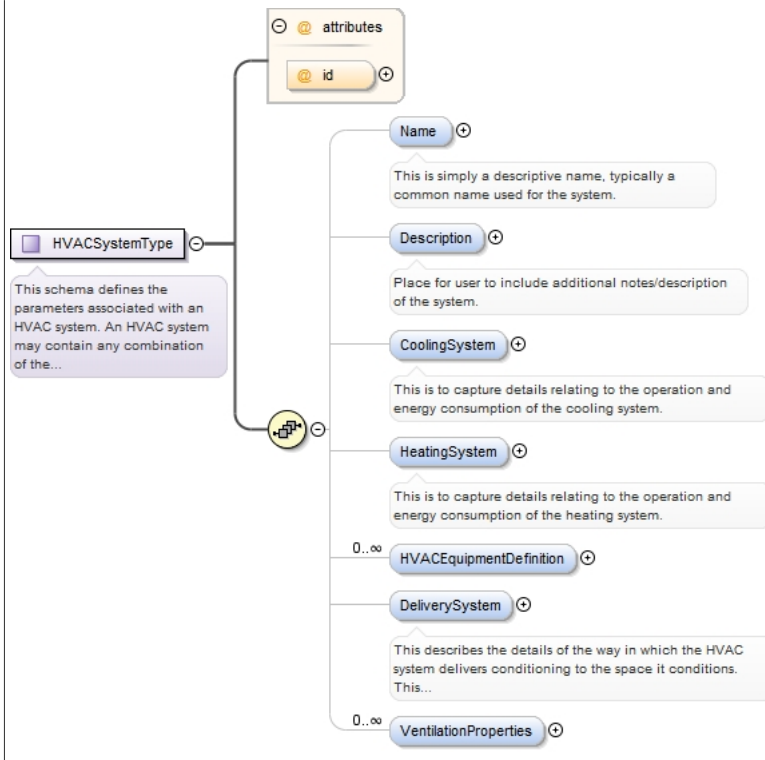 @ attributes
@ id
Name
This is simply a descriptive name, typically a
common name used for the system.
Description
Place for user to include additional notes/description
of the system.
HVACSystemType
This schema defines the
parameters associated with an
HVAC system. An HVAC system
may contain any combination
of the...
CoolingSystem
This is to capture details relating to the operation and
energy consumption of the cooling system.
HeatingSystem
This is to capture details relating to the operation and
energy consumption of the heating system.
0..∞
HVACEquipmentDefinition
DeliverySystem
This describes the details of the way in which the HVAC
system delivers conditioning to the space it conditions.
This...
0..∞
VentilationProperties